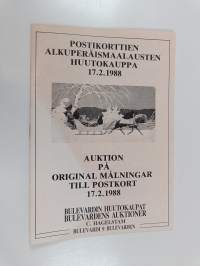 POSTIKORTTIEN
ALKUPERÄISMAALAUSTEN
HUUTOKAUPPA
17.2.1988
AUKTION
PÅ
ORIGINAL MÅLNINGAR
TILL POSTKORT
17.2.1988
BULEVARDIN HUUTOKAUPAT
BULEVARDENS AUKTIONER
C. HAGELSTAM
BULEVARDI 9 BULEVARDEN